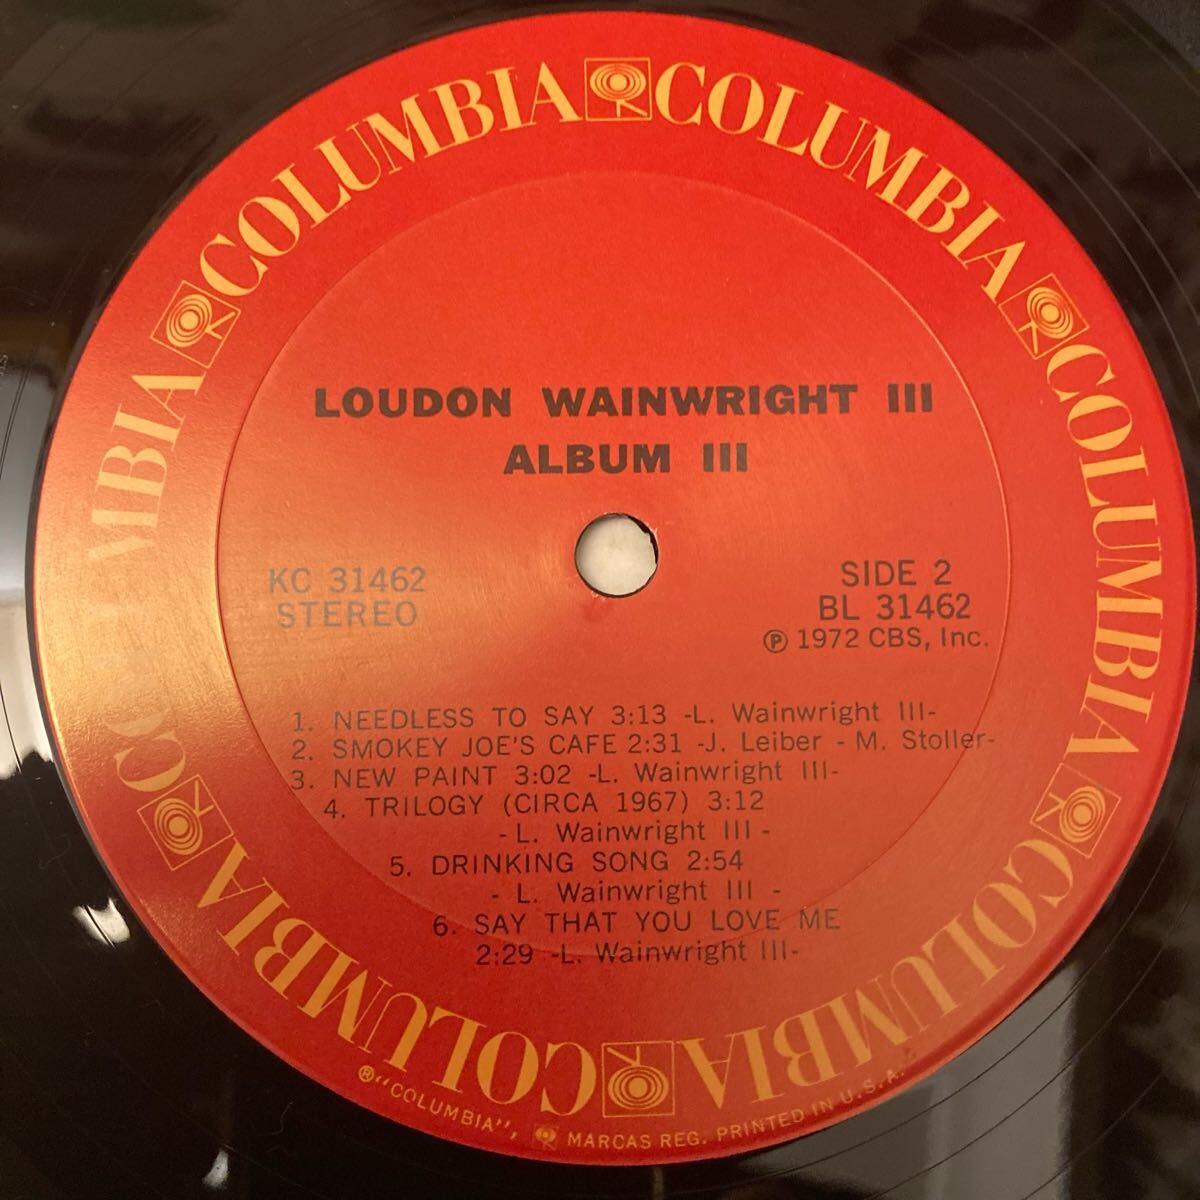 COLUMBIA COLUMBIA COLUMBIA COLUMBIA COLUMBIA COLUMBIA COLUMBIA
LOUDON WAINWRIGHT III
ALBUM III
KC 31462
STEREO
SIDE 2
BL 31462
Ⓟ 1972 CBS, Inc.
1. NEEDLESS TO SAY 3:13 -L. Wainwright III-
2. SMOKEY JOE'S CAFE 2:31 -J. Leiber - M. Stoller-
3. NEW PAINT 3:02 -L. Wainwright III-
4. TRILOGY (CIRCA 1967) 3:12
- L. Wainwright III -
5. DRINKING SONG 2:54
- L. Wainwright III -
6. SAY THAT YOU LOVE ME
2:29 -L. Wainwright III-
®"COLUMBIA", MARCAS REG. PRINTED IN U.S.A.